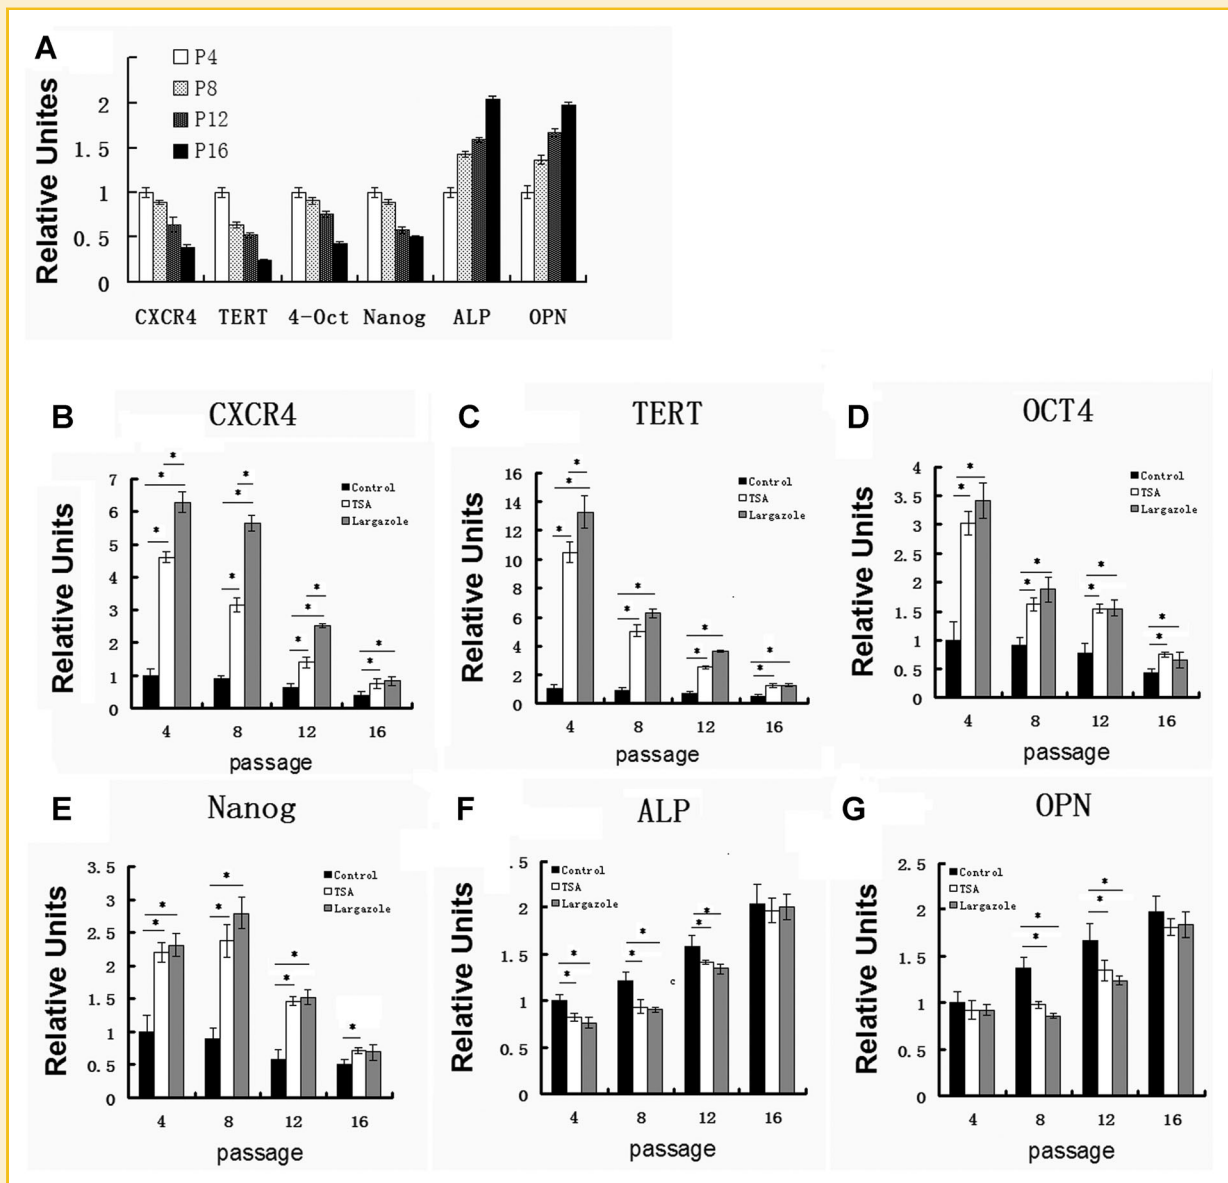 A
P4
P8
P12
P16
Relative Unites
2
1.5
1
0.5
0
CXCR4 TERT 4-Oct Nanog ALP OPN
B
CXCR4
Relative Units
7
6
5
4
3
2
1
0
* * * * * * * * * * *
Control
TSA
Largazole
4 8 12 16
passage
C
TERT
Relative Units
16
14
12
10
8
6
4
2
0
* * * * * * * * *
Control
TSA
Largazole
4 8 12 16
passage
D
OCT4
Relative Units
4
3.5
3
2.5
2
1.5
1
0.5
0
* * * * * * * *
Control
TSA
Largazole
4 8 12 16
passage
E
Nanog
Relative Units
3.5
3
2.5
2
1.5
1
0.5
0
* * * * * * *
Control
TSA
Largazole
4 8 12 16
passage
F
ALP
Relative Units
.5
2
1.5
1
0.5
0
* * * * * *
Control
TSA
Largazole
c
4 8 12 16
passage
G
OPN
Relative Units
2.5
2
1.5
1
0.5
0
* * * *
Control
TSA
Largazole
4 8 12 16
passage